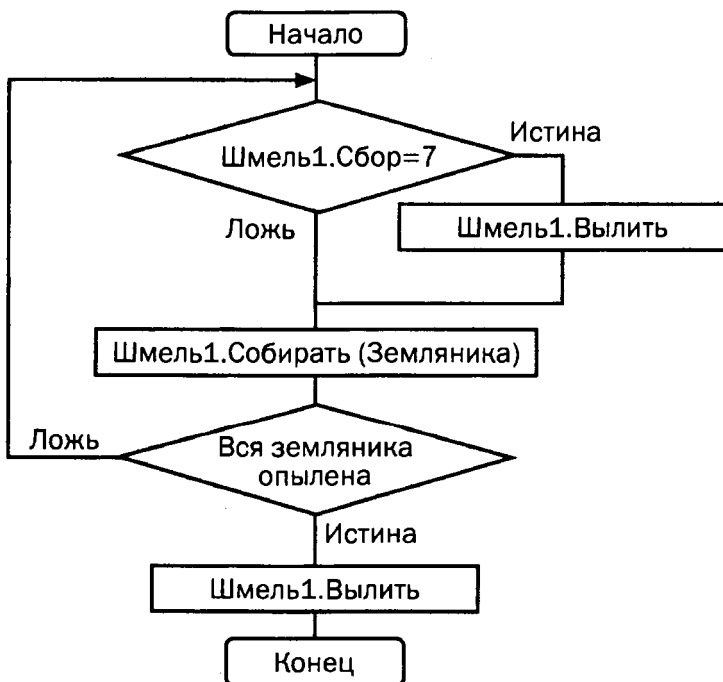 Начало
Шмель1.Сбор=7
Истина
Ложь
Шмель1.Вылить
Шмель1.Собирать (Земляника)
Ложь
Вся земляника
опылена
Истина
Шмель1.Вылить
Конец